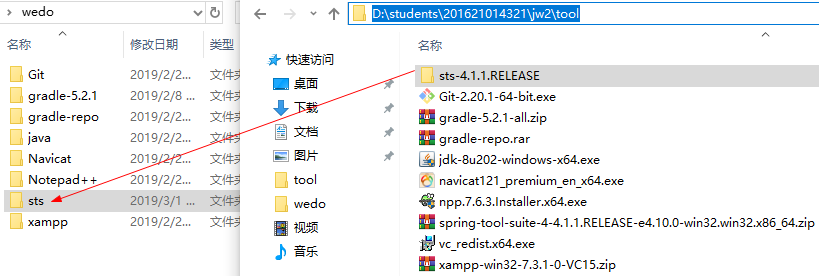 wedo
名称
修改日期
类型
Git
2019/2/2...
文件夹
gradle-5.2.1
2019/2/8 ...
文件夹
gradle-repo
2019/2/2...
文件夹
java
2019/2/2...
文件夹
Navicat
2019/2/2...
文件夹
Notepad++
2019/2/2...
文件夹
sts
2019/3/1 ...
文件夹
xampp
2019/2/2...
文件夹
D:\students\201621014321\jw2\tool
快速访问
桌面
下载
文档
图片
tool
wedo
视频
音乐
名称
sts-4.1.1.RELEASE
Git-2.20.1-64-bit.exe
gradle-5.2.1-all.zip
gradle-repo.rar
jdk-8u202-windows-x64.exe
navicat121_premium_en_x64.exe
npp.7.6.3.Installer.x64.exe
spring-tool-suite-4-4.1.1.RELEASE-e4.10.0-win32.win32.x86_64.zip
vc_redist.x64.exe
xampp-win32-7.3.1-0-VC15.zip